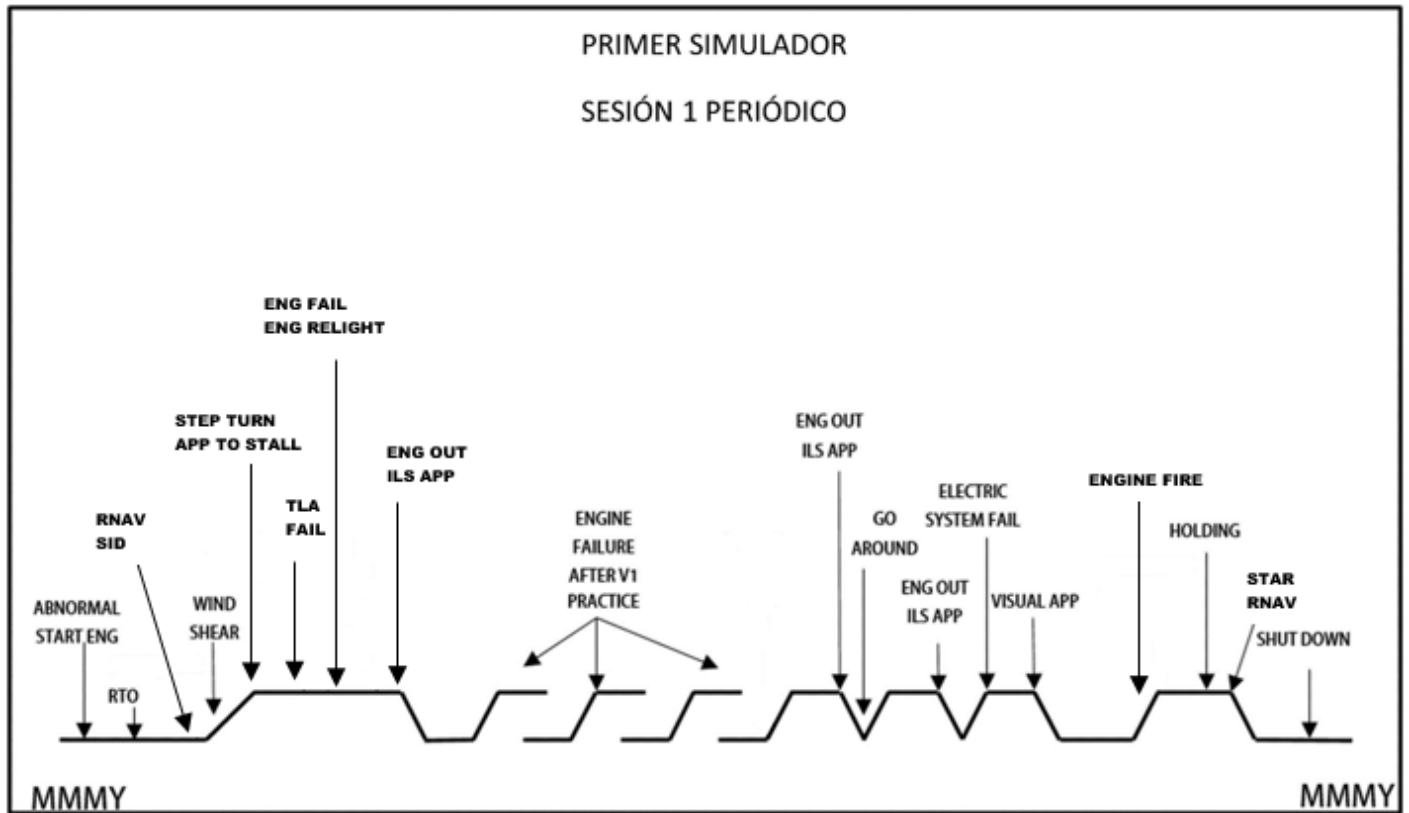 PRIMER SIMULADOR
SESIÓN 1 PERIÓDICO
ABNORMAL
START ENG
RTO
RNAV
SID
WIND
SHEAR
STEP TURN
APP TO STALL
TLA
FAIL
ENG FAIL
ENG RELIGHT
ENG OUT
ILS APP
ENGINE
FAILURE
AFTER V1
PRACTICE
ENG OUT
ILS APP
GO
AROUND
ENG OUT
ILS APP
ELECTRIC
SYSTEM FAIL
VISUAL APP
ENGINE FIRE
HOLDING
STAR
RNAV
SHUT DOWN
MMMY
MMMY